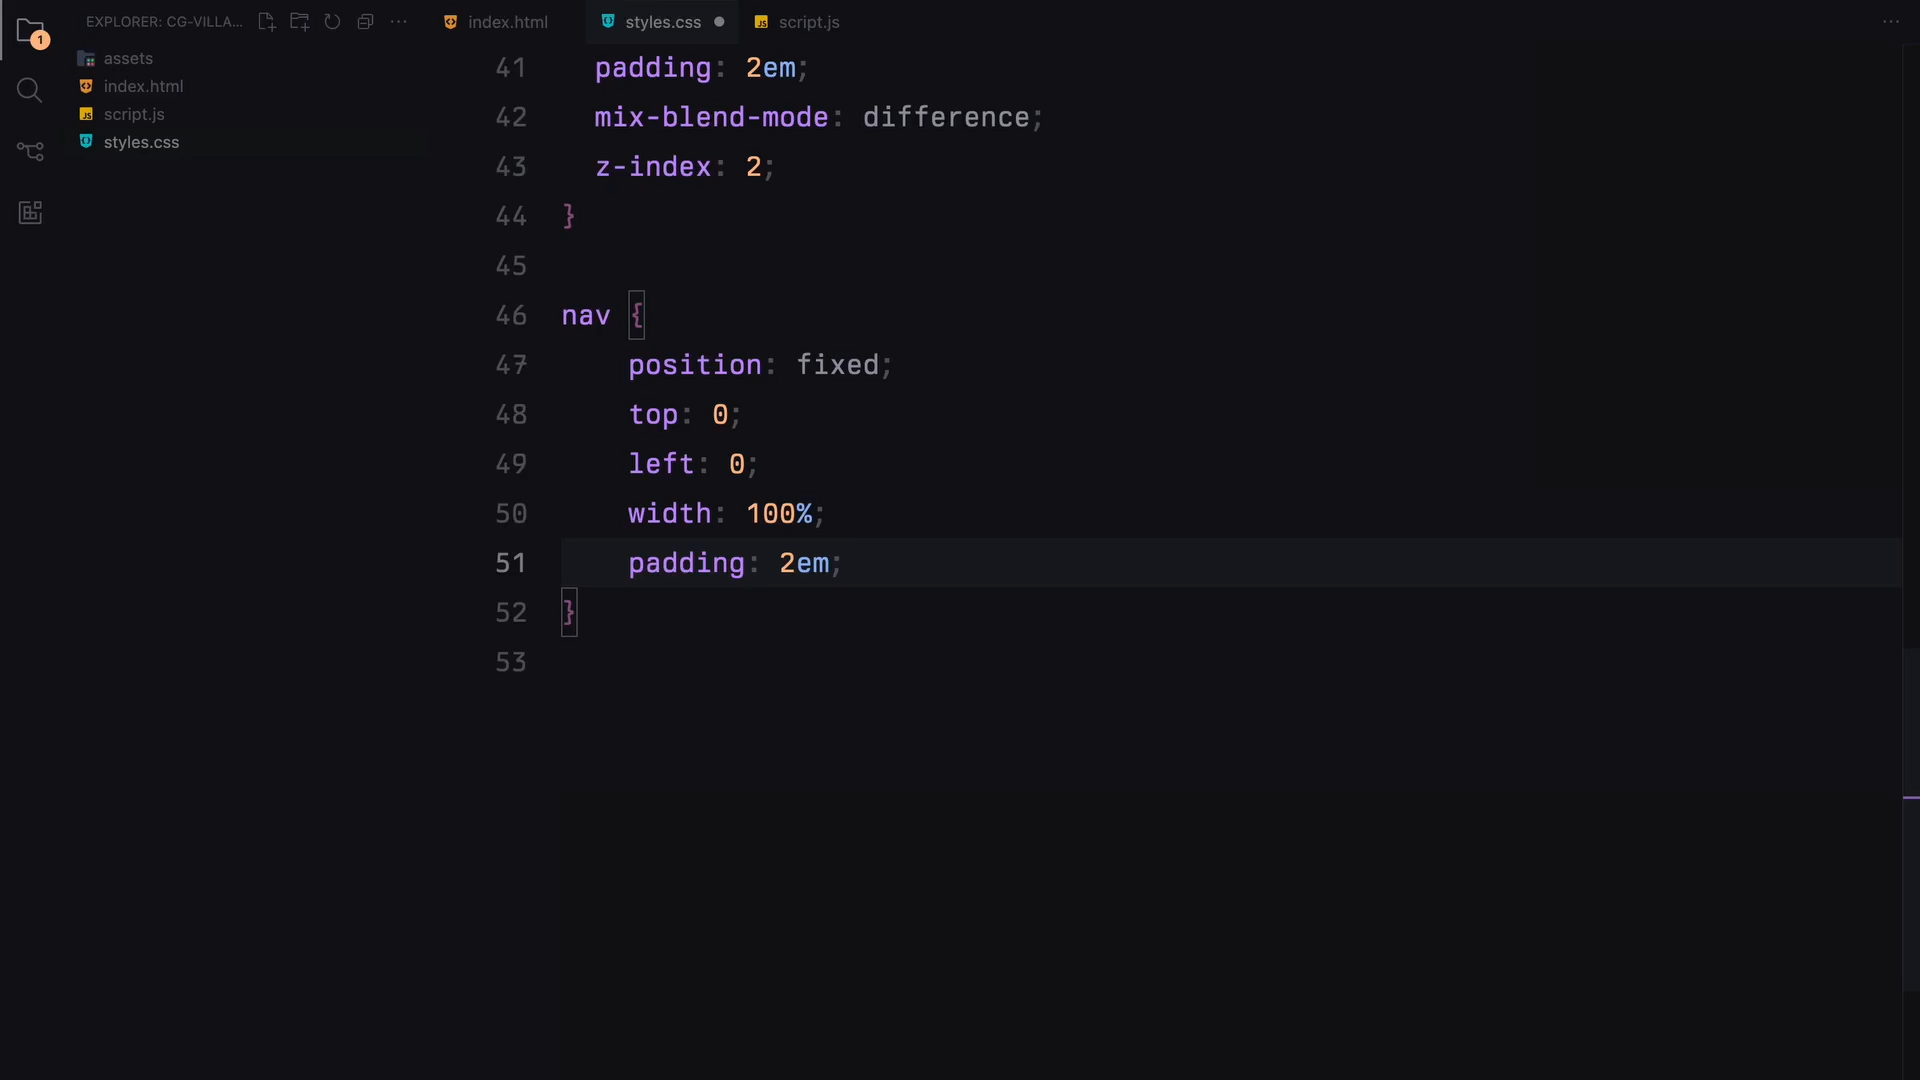 EXPLORER: CG-VILLA...
index.html
styles.css
script.js
1
assets
index.html
script.js
styles.css
41 padding: 2em;
42 mix-blend-mode: difference;
43 z-index: 2;
44 }
45
46 nav {
47 position: fixed;
48 top: 0;
49 left: 0;
50 width: 100%;
51 padding: 2em;
52 }
53